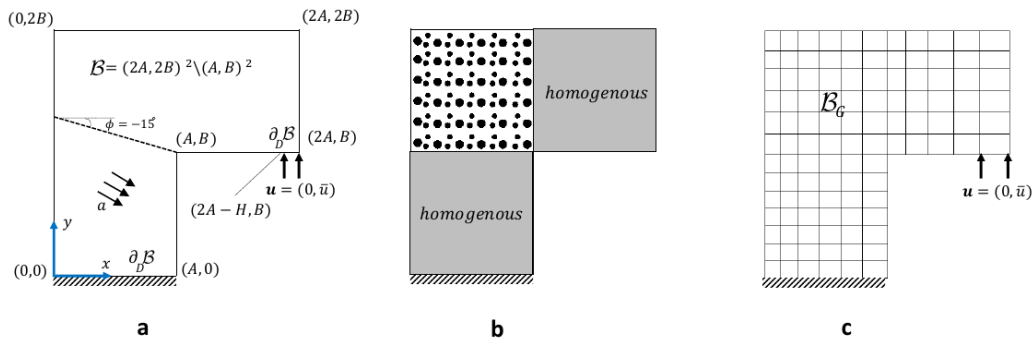 (0,2B)
(2A,2B)
ℬ= (2A,2B) ²\(A,B) ²
ϕ = −15°
(A,B)
∂_Dℬ
(2A,B)
u = (0,ū)
a
(2A−H,B)
y
x
∂_Dℬ
(0,0)
(A,0)
a
homogenous
homogenous
b
ℬ_G
u = (0,ū)
c